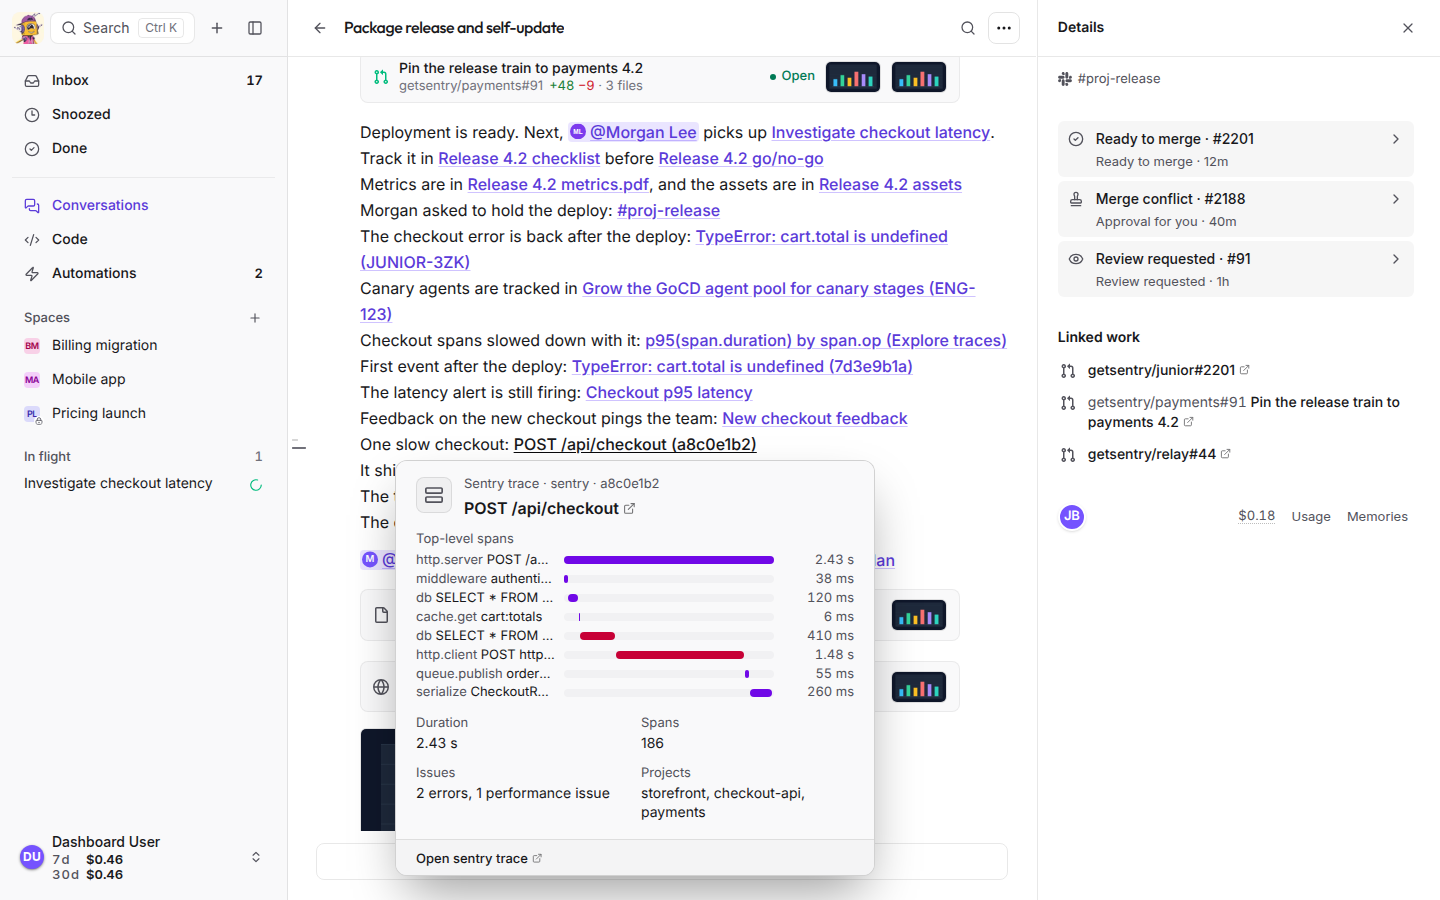 Search Ctrl K
Inbox 17
Snoozed
Done
Conversations
Code
Automations 2
Spaces
BM Billing migration
MA Mobile app
PL Pricing launch
In flight 1
Investigate checkout latency
DU Dashboard User
7d $0.46
30d $0.46
Package release and self-update
Pin the release train to payments 4.2
getsentry/payments#91 +48 −9 · 3 files
Open
Deployment is ready. Next, ML @Morgan Lee picks up Investigate checkout latency.
Track it in Release 4.2 checklist before Release 4.2 go/no-go
Metrics are in Release 4.2 metrics.pdf, and the assets are in Release 4.2 assets
Morgan asked to hold the deploy: #proj-release
The checkout error is back after the deploy: TypeError: cart.total is undefined
(JUNIOR-3ZK)
Canary agents are tracked in Grow the GoCD agent pool for canary stages (ENG-
123)
Checkout spans slowed down with it: p95(span.duration) by span.op (Explore traces)
First event after the deploy: TypeError: cart.total is undefined (7d3e9b1a)
The latency alert is still firing: Checkout p95 latency
Feedback on the new checkout pings the team: New checkout feedback
One slow checkout: POST /api/checkout (a8c0e1b2)
It shi
The
The
M @
lan
Sentry trace · sentry · a8c0e1b2
POST /api/checkout
Top-level spans
http.server POST /a... 2.43 s
middleware authenti... 38 ms
db SELECT * FROM ... 120 ms
cache.get cart:totals 6 ms
db SELECT * FROM ... 410 ms
http.client POST http... 1.48 s
queue.publish order... 55 ms
serialize CheckoutR... 260 ms
Duration
2.43 s
Spans
186
Issues
2 errors, 1 performance issue
Projects
storefront, checkout-api,
payments
Open sentry trace
Details
#proj-release
Ready to merge · #2201
Ready to merge · 12m
Merge conflict · #2188
Approval for you · 40m
Review requested · #91
Review requested · 1h
Linked work
getsentry/junior#2201
getsentry/payments#91 Pin the release train to
payments 4.2
getsentry/relay#44
JB $0.18 Usage Memories